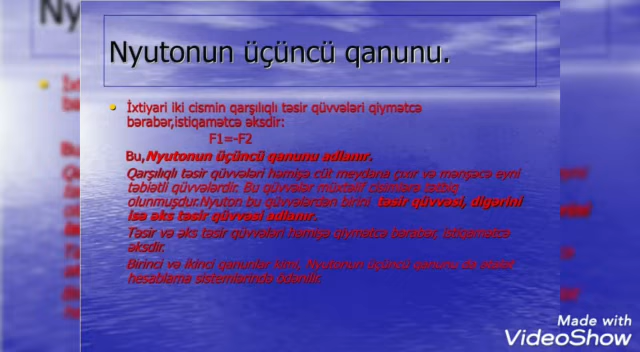 Nyutonun üçüncü qanunu.
İxtiyari iki cismin qarşılıqlı təsir qüvvələri qiymətcə
bərabər,istiqamətcə əksdir:
F1=-F2
Bu,Nyutonun üçüncü qanunu adlanır.
Qarşılıqlı təsir qüvvələri həmişə cüt meydana çıxır və mənşəcə eyni
təbiətli qüvvələrdir. Bu qüvvələr müxtəlif cisimlərə tətbiq
olunmuşdur.Nyuton bu qüvvələrdən birini təsir qüvvəsi, digərini
isə əks təsir qüvvəsi adlanır.
Təsir və əks təsir qüvvələri həmişə qiymətcə bərabər, istiqamətcə
əksdir.
Birinci və ikinci qanunlar kimi, Nyutonun üçüncü qanunu da ətalət
hesablama sistemlərində ödənilir.
Made with
VideoShow